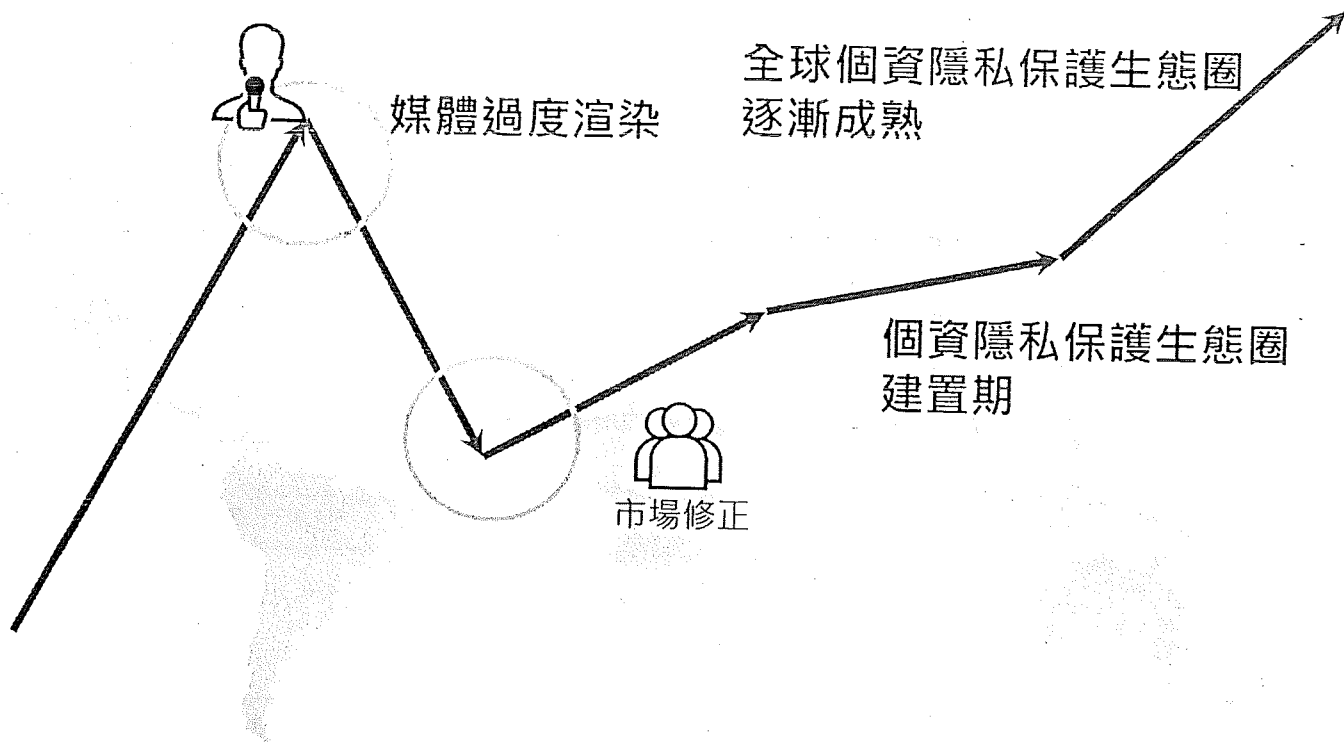 媒體過度渲染
全球個資隱私保護生態圈
逐漸成熟
個資隱私保護生態圈
建置期
市場修正